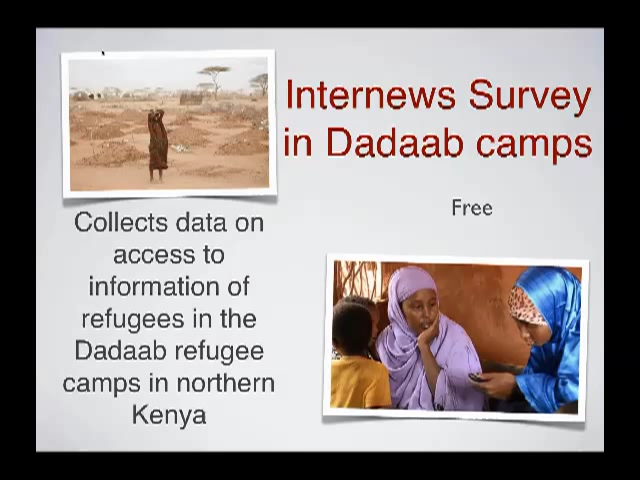 Internews Survey
in Dadaab camps
Free
Collects data on
access to
information of
refugees in the
Dadaab refugee
camps in northern
Kenya